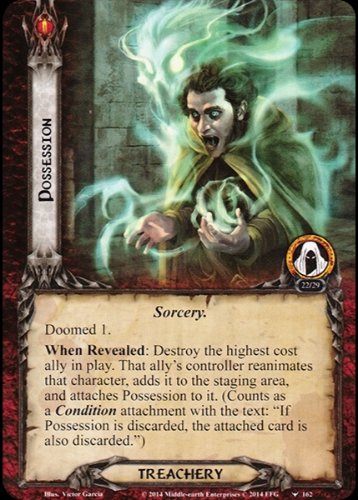 POSSESSION
22/29
Sorcery.
Doomed 1.
When Revealed: Destroy the highest cost
ally in play. That ally's controller reanimates
that character, adds it to the staging area,
and attaches Possession to it. (Counts as
a Condition attachment with the text: “If
Possession is discarded, the attached card is
also discarded.”)
TREACHERY
Illus. Victor Garcia © 2014 Middle-earth Enterprises © 2014 FFG 162